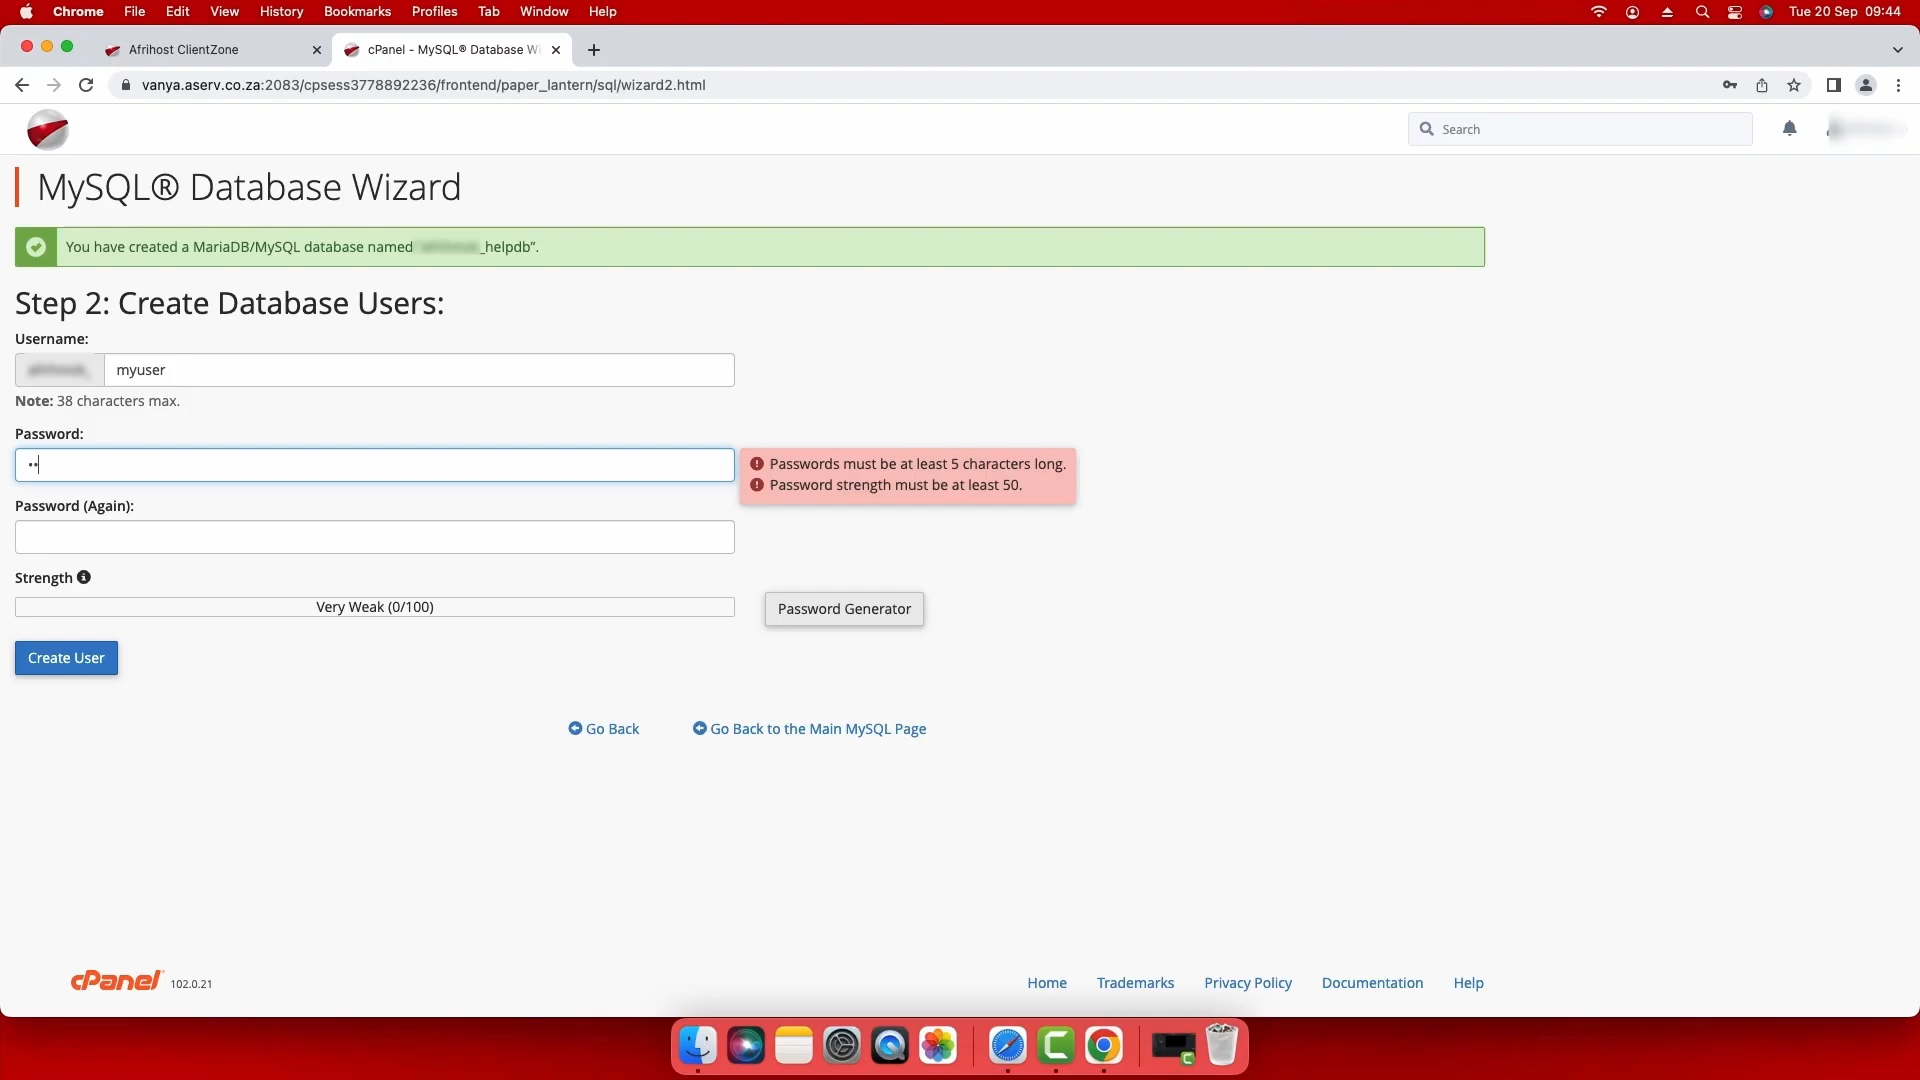 Chrome File Edit View History Bookmarks Profiles Tab Window Help Tue 20 Sep 09:44
Afrihost ClientZone cPanel - MySQL® Database Wi
vanya.aserv.co.za:2083/cpsess3778892236/frontend/paper_lantern/sql/wizard2.html
Search
MySQL® Database Wizard
You have created a MariaDB/MySQL database named _helpdb”.
Step 2: Create Database Users:
Username:
myuser
Note: 38 characters max.
Password:
Passwords must be at least 5 characters long.
Password strength must be at least 50.
Password (Again):
Strength
Very Weak (0/100)
Password Generator
Create User
Go Back Go Back to the Main MySQL Page
cPanel 102.0.21 Home Trademarks Privacy Policy Documentation Help